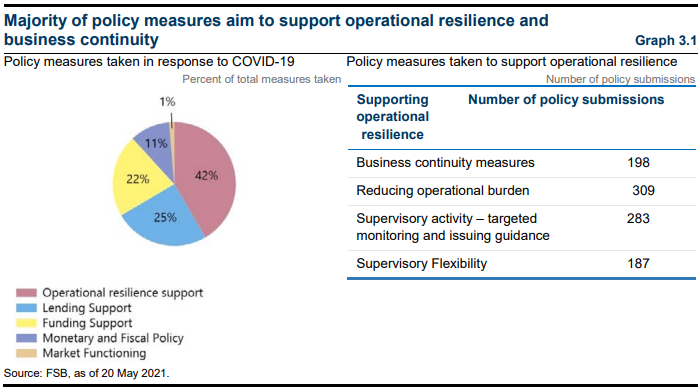 Majority of policy measures aim to support operational resilience and
business continuity
Graph 3.1
Policy measures taken in response to COVID-19
Percent of total measures taken
1%
11%
42%
22%
25%
Operational resilience support
Lending Support
Funding Support
Monetary and Fiscal Policy
Market Functioning
Policy measures taken to support operational resilience
Number of policy submissions
Supporting
operational
resilience
Number of policy submissions
Business continuity measures 198
Reducing operational burden 309
Supervisory activity – targeted
monitoring and issuing guidance
283
Supervisory Flexibility 187
Source: FSB, as of 20 May 2021.